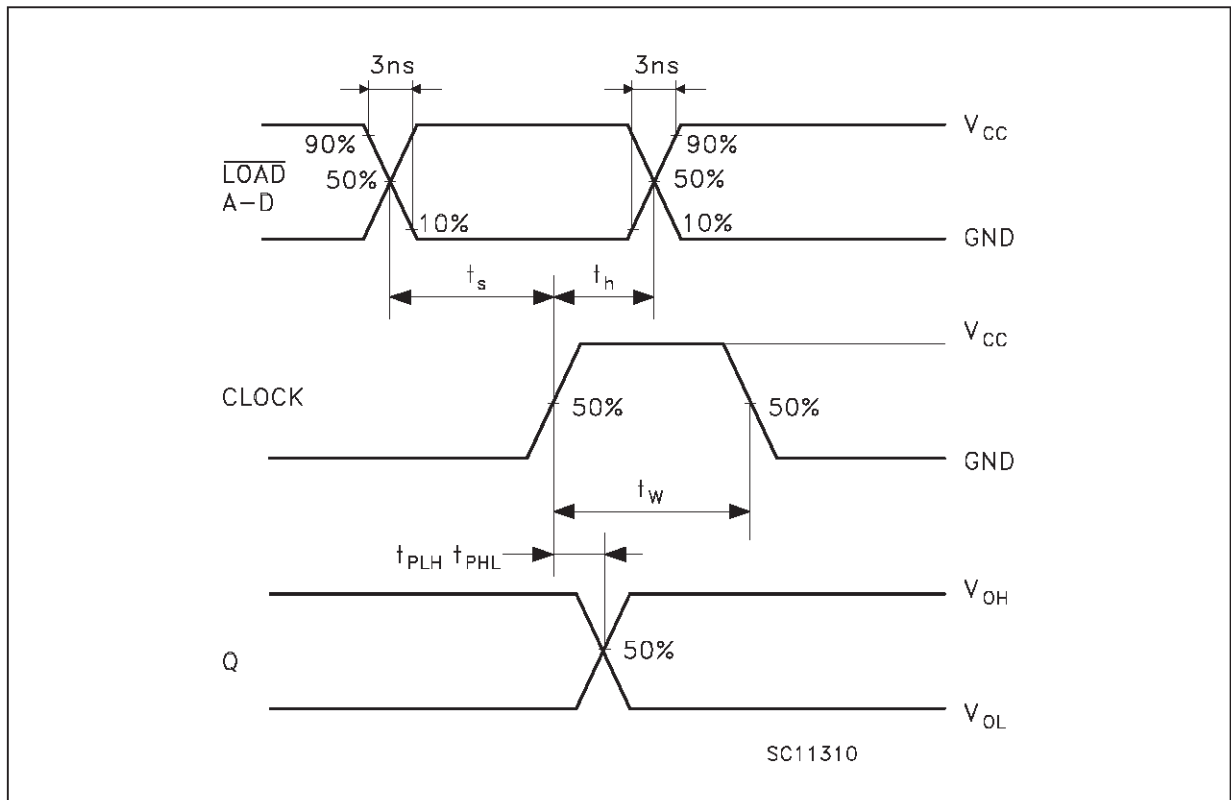 3ns 3ns
V_CC
90% 90%
LOAD 50% 50%
A-D
10% 10%
GND
t_s t_h
V_CC
CLOCK 50% 50%
GND
t_W
t_PLH t_PHL
V_OH
Q 50%
V_OL
SC11310